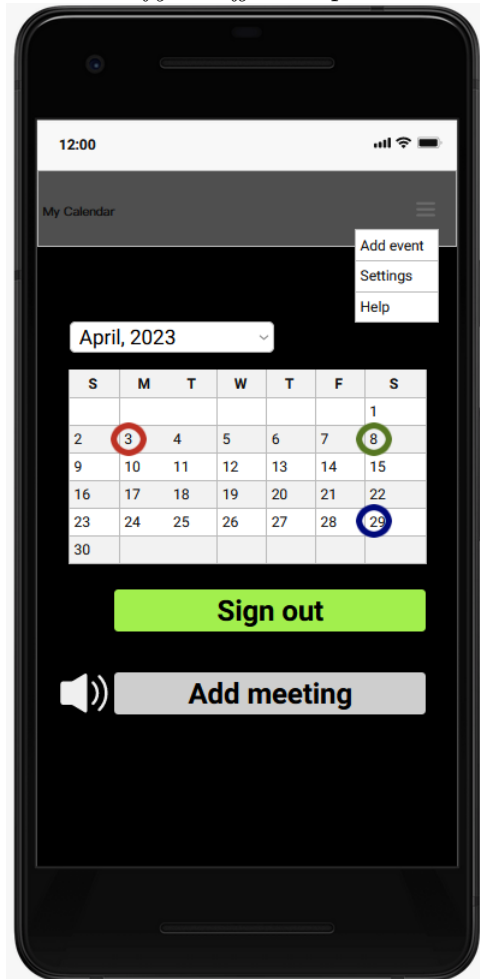 12:00
My Calendar
Add event
Settings
Help
April, 2023
S M T W T F S
1
2 3 4 5 6 7 8
9 10 11 12 13 14 15
16 17 18 19 20 21 22
23 24 25 26 27 28 29
30
Sign out
Add meeting